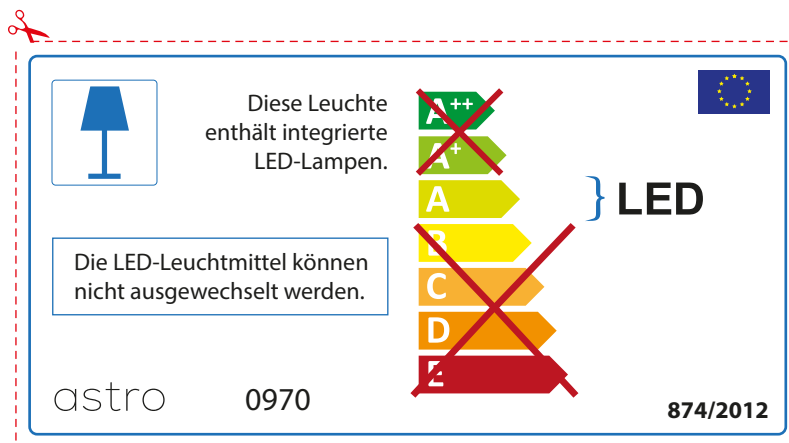 Diese Leuchte
enthält integrierte
LED-Lampen.
Die LED-Leuchtmittel können
nicht ausgewechselt werden.
A++
A+
A
B
C
D
E
LED
astro
0970
874/2012